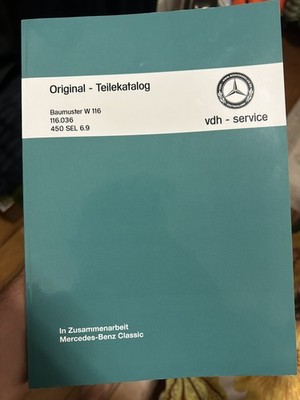 Original - Teilekatalog
Baumuster W 116
116.036
450 SEL 6.9
vdh - service
In Zusammenarbeit
Mercedes-Benz Classic